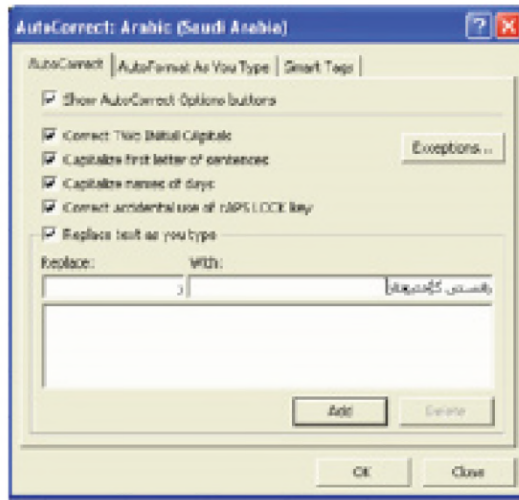 AutoCorrect: Arabic (Saudi Arabia)
AutoCorrect AutoFormat As You Type Smart Tags
Show AutoCorrect Options buttons
Correct TWo INitial CApitals
Exceptions...
Capitalize first letter of sentences
Capitalize names of days
Correct accidental use of cAPS LOCK key
Replace text as you type
Replace: With:
Add Delete
OK Close